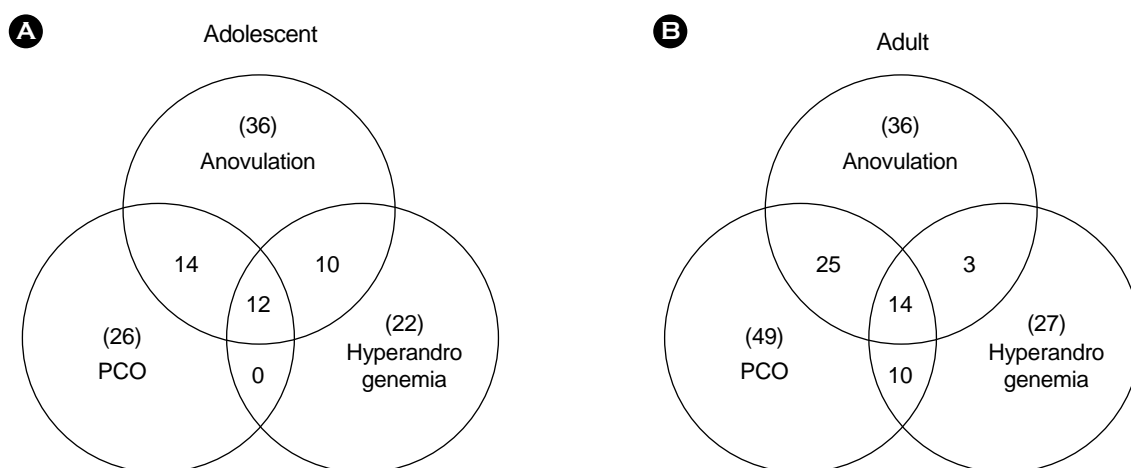 A
Adolescent
(36)
Anovulation
14
10
12
(26)
PCO
(22)
Hyperandro
genemia
0
B
Adult
(36)
Anovulation
25
3
14
(49)
PCO
(27)
Hyperandro
genemia
10